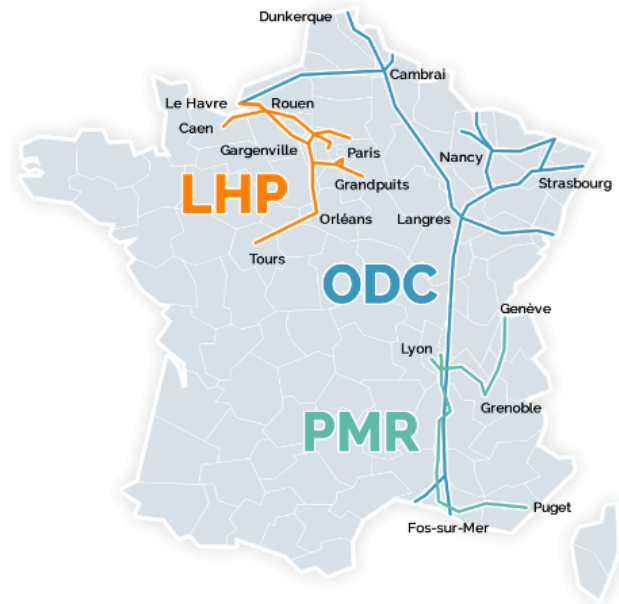 Dunkerque
Cambrai
Le Havre
Rouen
Caen
Gargenville
Paris
Nancy
LHP
Grandpuits
Strasbourg
Orléans
Langres
Tours
ODC
Genève
Lyon
Grenoble
PMR
Puget
Fos-sur-Mer